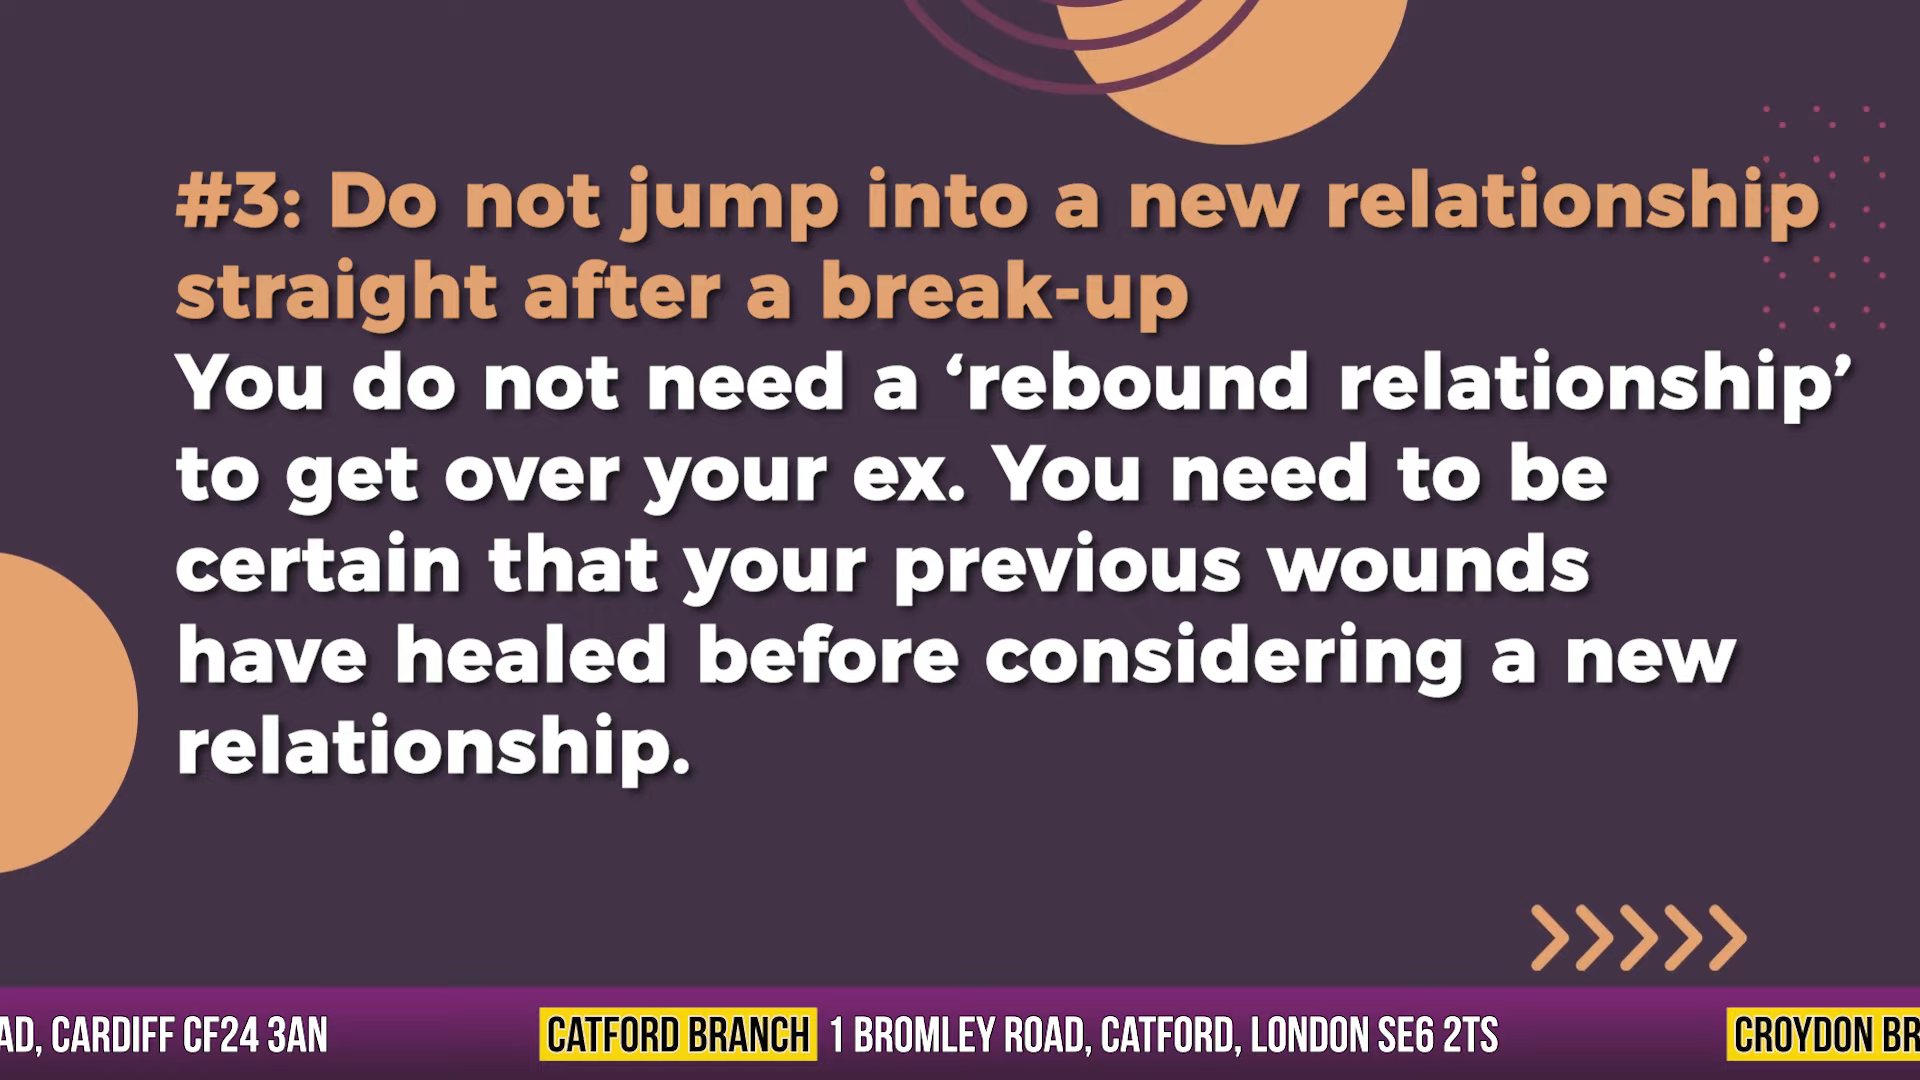 #3: Do not jump into a new relationship
straight after a break-up
You do not need a ‘rebound relationship’
to get over your ex. You need to be
certain that your previous wounds
have healed before considering a new
relationship.
CARDIFF CF24 3AN CATFORD BRANCH 1 BROMLEY ROAD, CATFORD, LONDON SE6 2TS CROYDON